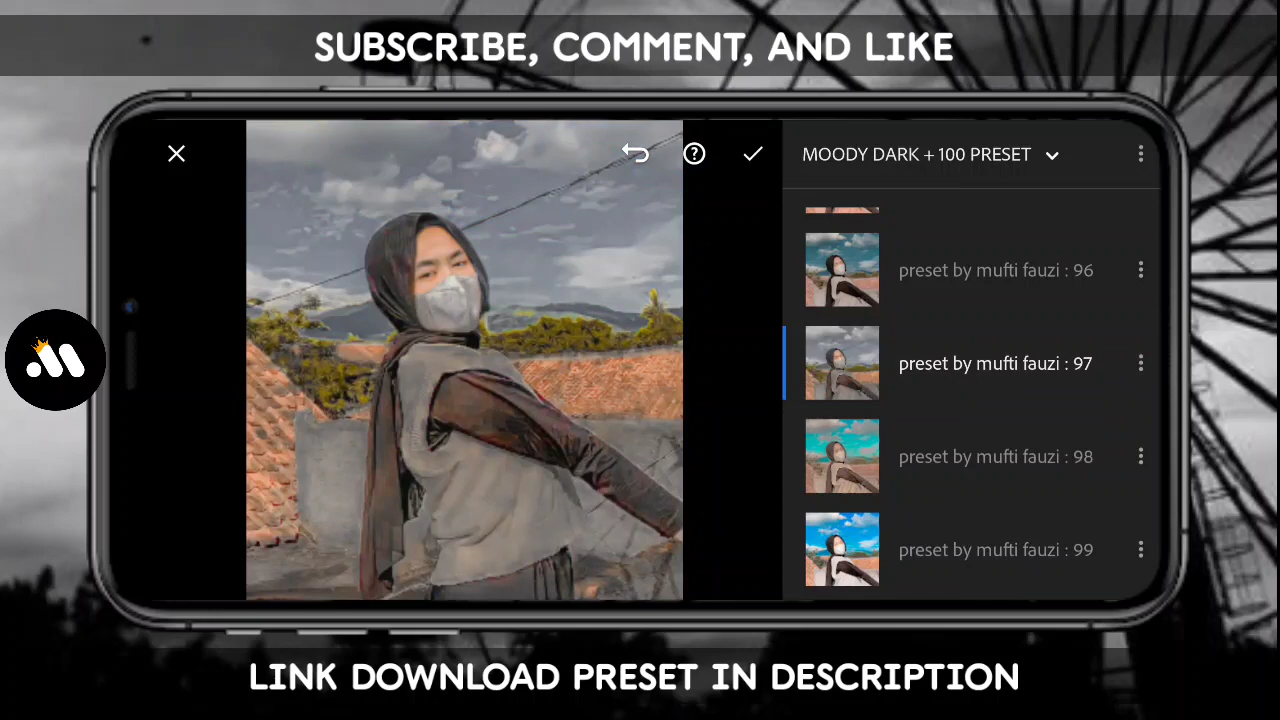 SUBSCRIBE, COMMENT, AND LIKE
MOODY DARK + 100 PRESET
preset by mufti fauzi : 96
preset by mufti fauzi : 97
preset by mufti fauzi : 98
preset by mufti fauzi : 99
LINK DOWNLOAD PRESET IN DESCRIPTION